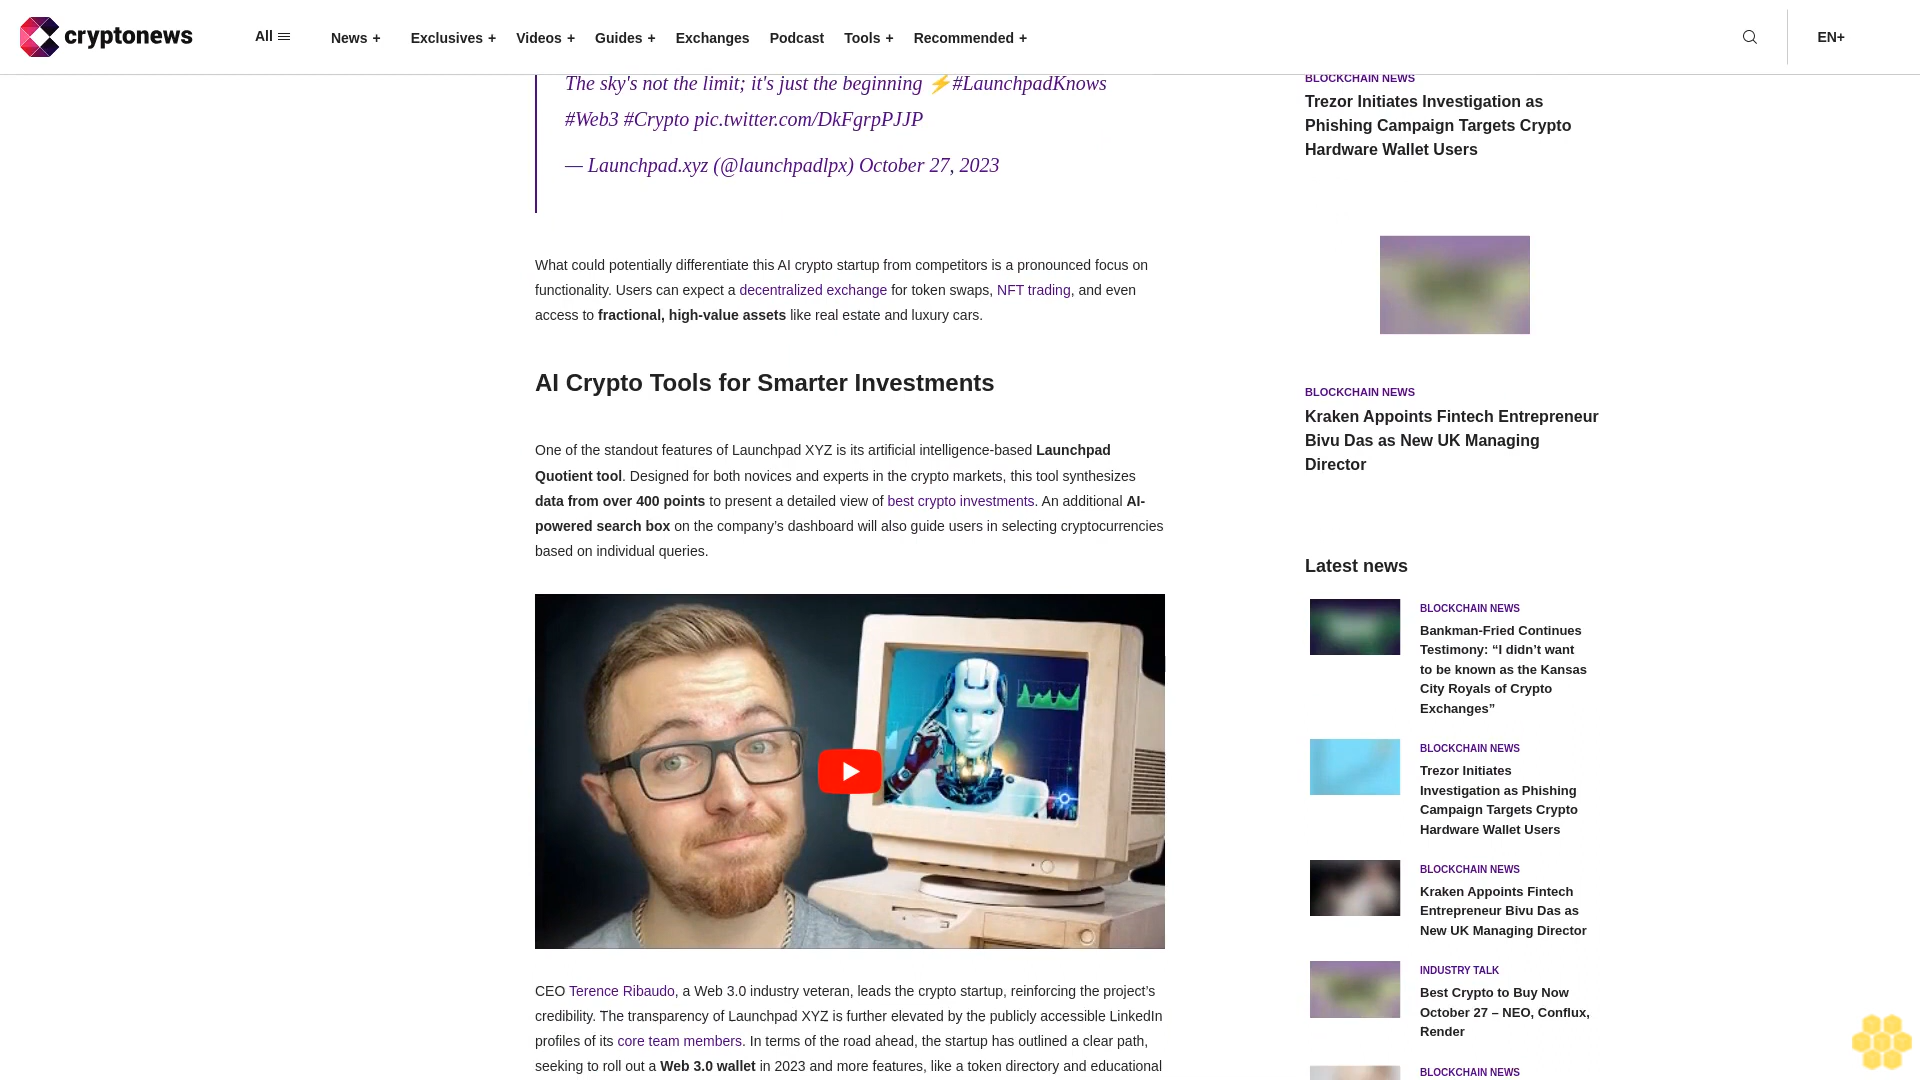 cryptonews
All
News +
Exclusives +
Videos +
Guides +
Exchanges
Podcast
Tools +
Recommended +
EN+
The sky's not the limit; it's just the beginning ⚡#LaunchpadKnows
#Web3 #Crypto pic.twitter.com/DkFgrpPJJP
— Launchpad.xyz (@launchpadlpx) October 27, 2023
What could potentially differentiate this AI crypto startup from competitors is a pronounced focus on
functionality. Users can expect a decentralized exchange for token swaps, NFT trading, and even
access to fractional, high-value assets like real estate and luxury cars.
AI Crypto Tools for Smarter Investments
One of the standout features of Launchpad XYZ is its artificial intelligence-based Launchpad
Quotient tool. Designed for both novices and experts in the crypto markets, this tool synthesizes
data from over 400 points to present a detailed view of best crypto investments. An additional AI-
powered search box on the company’s dashboard will also guide users in selecting cryptocurrencies
based on individual queries.
CEO Terence Ribaudo, a Web 3.0 industry veteran, leads the crypto startup, reinforcing the project’s
credibility. The transparency of Launchpad XYZ is further elevated by the publicly accessible LinkedIn
profiles of its core team members. In terms of the road ahead, the startup has outlined a clear path,
seeking to roll out a Web 3.0 wallet in 2023 and more features, like a token directory and educational
BLOCKCHAIN NEWS
Trezor Initiates Investigation as
Phishing Campaign Targets Crypto
Hardware Wallet Users
BLOCKCHAIN NEWS
Kraken Appoints Fintech Entrepreneur
Bivu Das as New UK Managing
Director
Latest news
BLOCKCHAIN NEWS
Bankman-Fried Continues
Testimony: “I didn’t want
to be known as the Kansas
City Royals of Crypto
Exchanges”
BLOCKCHAIN NEWS
Trezor Initiates
Investigation as Phishing
Campaign Targets Crypto
Hardware Wallet Users
BLOCKCHAIN NEWS
Kraken Appoints Fintech
Entrepreneur Bivu Das as
New UK Managing Director
INDUSTRY TALK
Best Crypto to Buy Now
October 27 – NEO, Conflux,
Render
BLOCKCHAIN NEWS